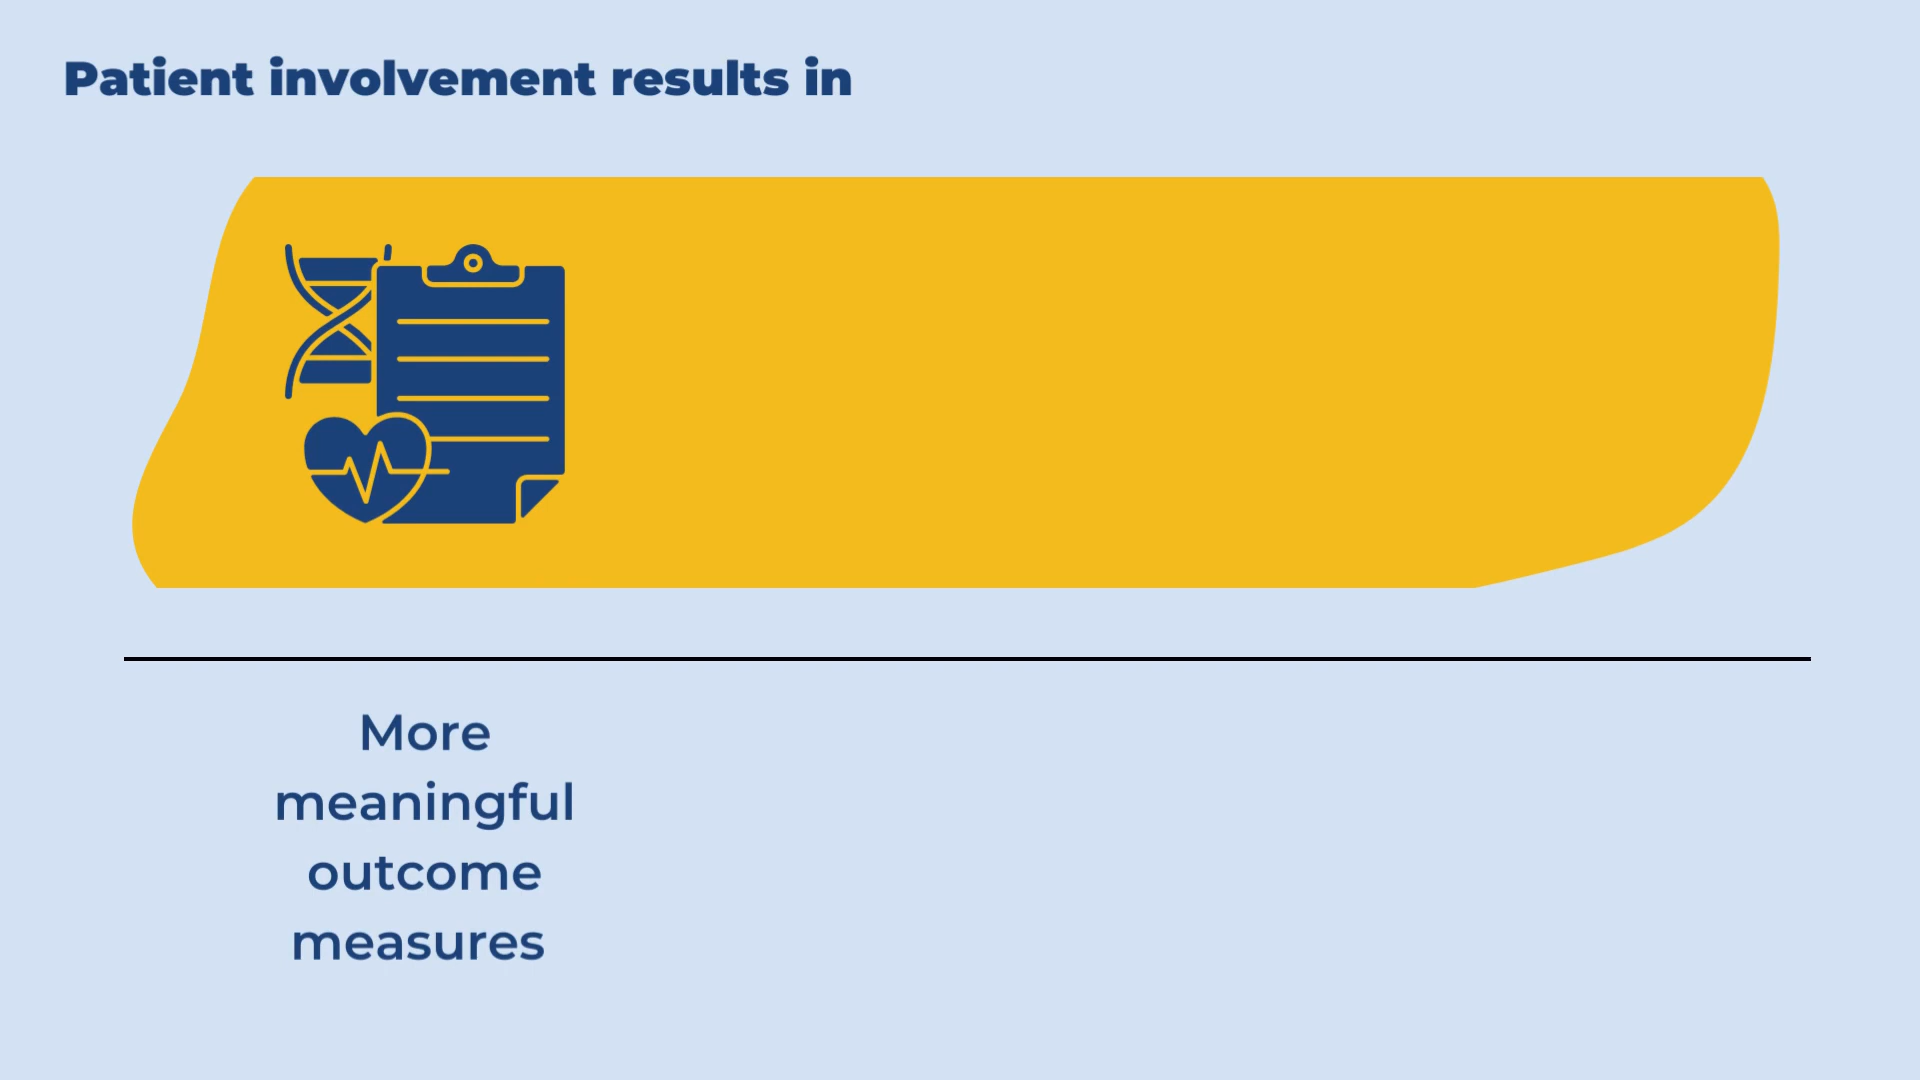 Patient involvement results in
More
meaningful
outcome
measures